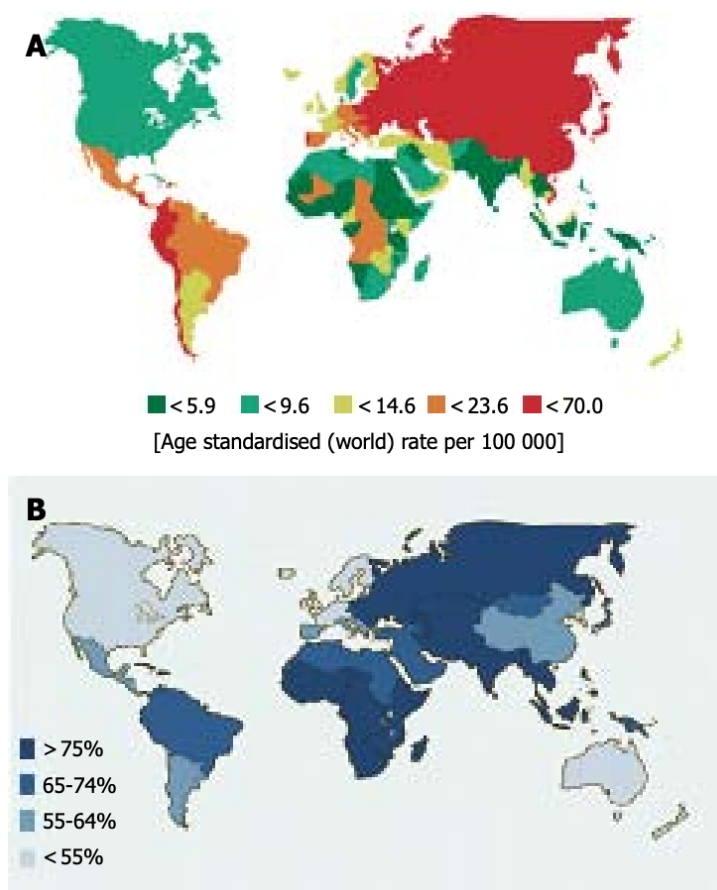 A
<5.9 <9.6 <14.6 <23.6 <70.0
[Age standardised (world) rate per 100 000]
B
>75%
65-74%
55-64%
<55%